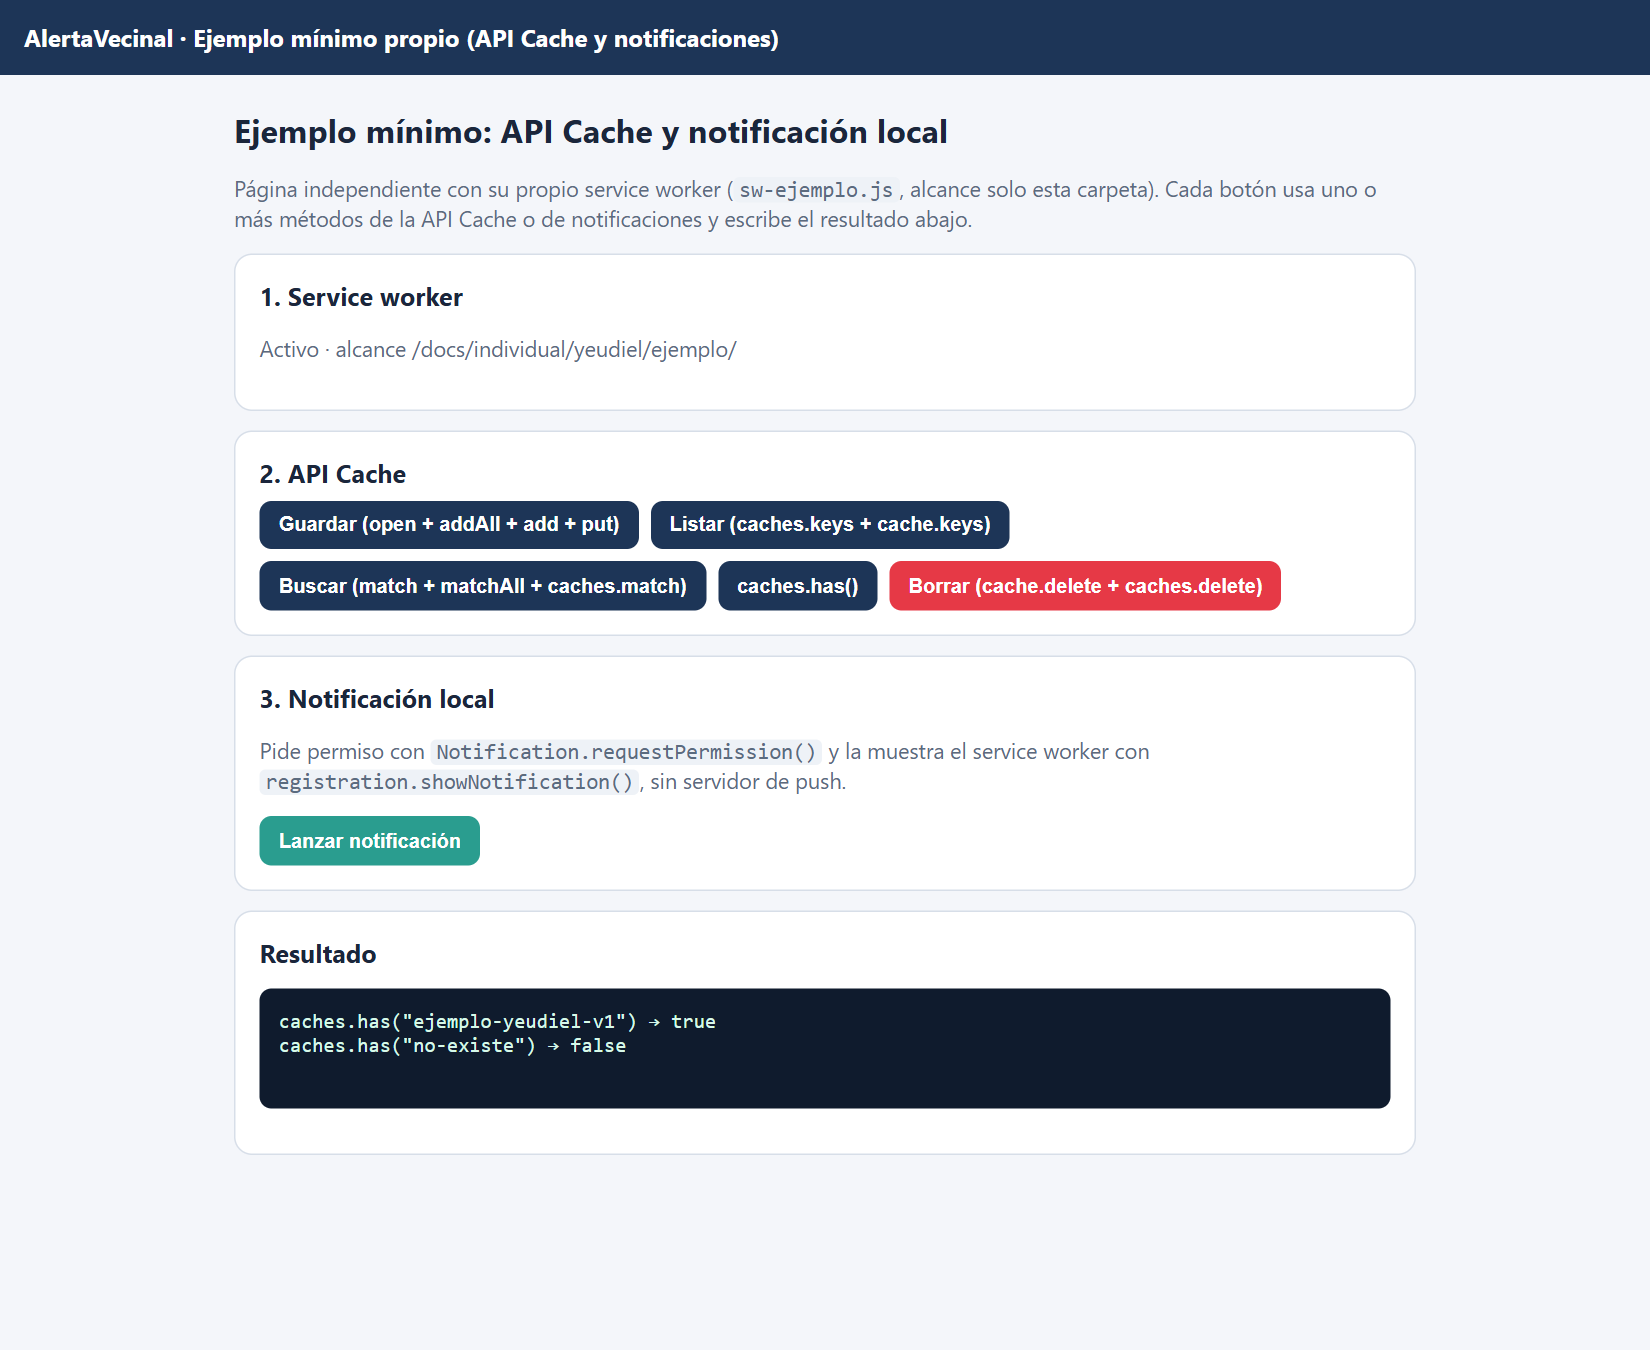 AlertaVecinal · Ejemplo mínimo propio (API Cache y notificaciones)
Ejemplo mínimo: API Cache y notificación local
Página independiente con su propio service worker ( sw-ejemplo.js , alcance solo esta carpeta). Cada botón usa uno o
más métodos de la API Cache o de notificaciones y escribe el resultado abajo.
1. Service worker
Activo · alcance /docs/individual/yeudiel/ejemplo/
2. API Cache
Guardar (open + addAll + add + put) Listar (caches.keys + cache.keys)
Buscar (match + matchAll + caches.match) caches.has() Borrar (cache.delete + caches.delete)
3. Notificación local
Pide permiso con Notification.requestPermission() y la muestra el service worker con
registration.showNotification() , sin servidor de push.
Lanzar notificación
Resultado
caches.has("ejemplo-yeudiel-v1") → true
caches.has("no-existe") → false